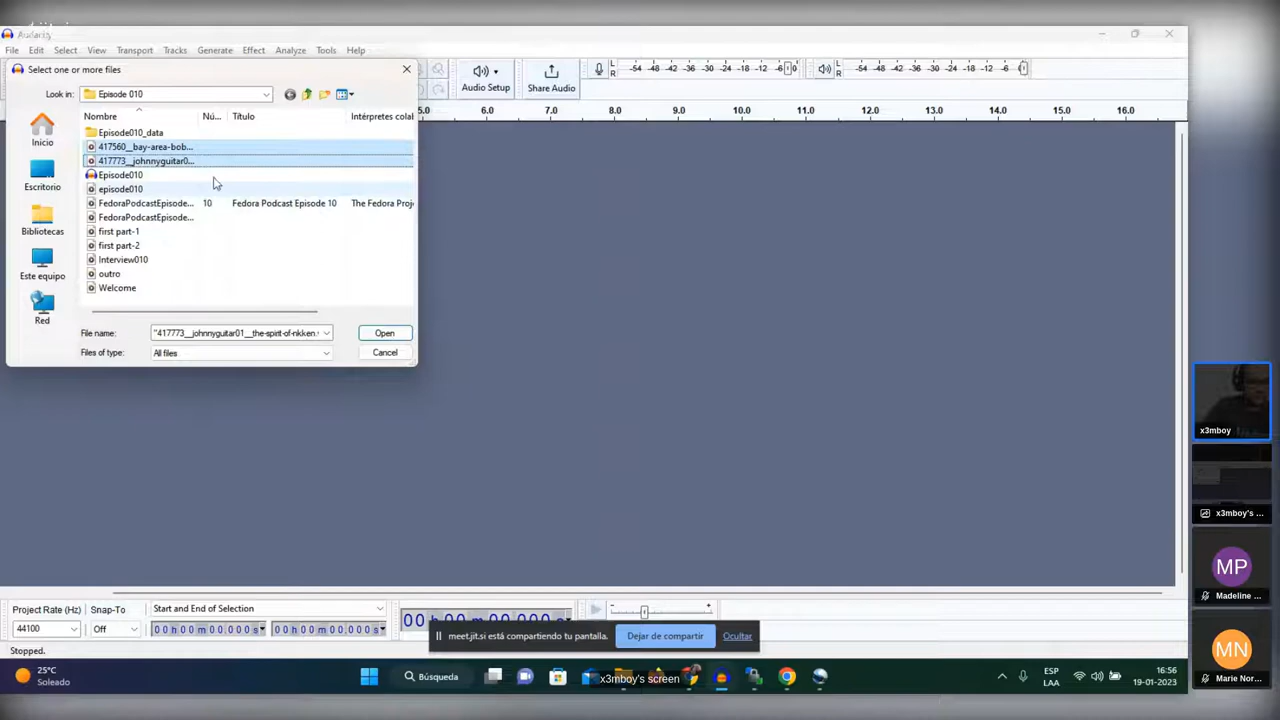 Audacity
File Edit Select View Transport Tracks Generate Effect Analyze Tools Help
Select one or more files
Look in: Episode 010
Nombre Nú... Título Intérpretes colal
Episode010_data
417560__bay-area-bob...
417773__johnnyguitar0...
Episode010
episode010
FedoraPodcastEpisode... 10 Fedora Podcast Episode 10 The Fedora Proje
FedoraPodcastEpisode...
first part-1
first part-2
Interview010
outro
Welcome
Inicio
Escritorio
Bibliotecas
Este equipo
Red
File name: "417773__johnnyguitar01__the-spirit-of-nkken. Open
Files of type: All files Cancel
Audio Setup Share Audio
L R -54 -48 -42 -36 -30 -24 -18 -12 -6 0
L R -54 -48 -42 -36 -30 -24 -18 -12 -6
5.0 6.0 7.0 8.0 9.0 10.0 11.0 12.0 13.0 14.0 15.0 16.0
Project Rate (Hz) Snap-To Start and End of Selection
44100 Off 00 h 00 m 00.000 s 00 h 00 m 00.000 s
00 h 00 m 00.000 s
Stopped.
meet.jit.si está compartiendo tu pantalla. Dejar de compartir Ocultar
25°C
Soleado
Búsqueda
x3mboy's screen
ESP
LAA
16:56
19-01-2023
x3mboy
x3mboy's ...
MP
Madeline ...
MN
Marie Nor...